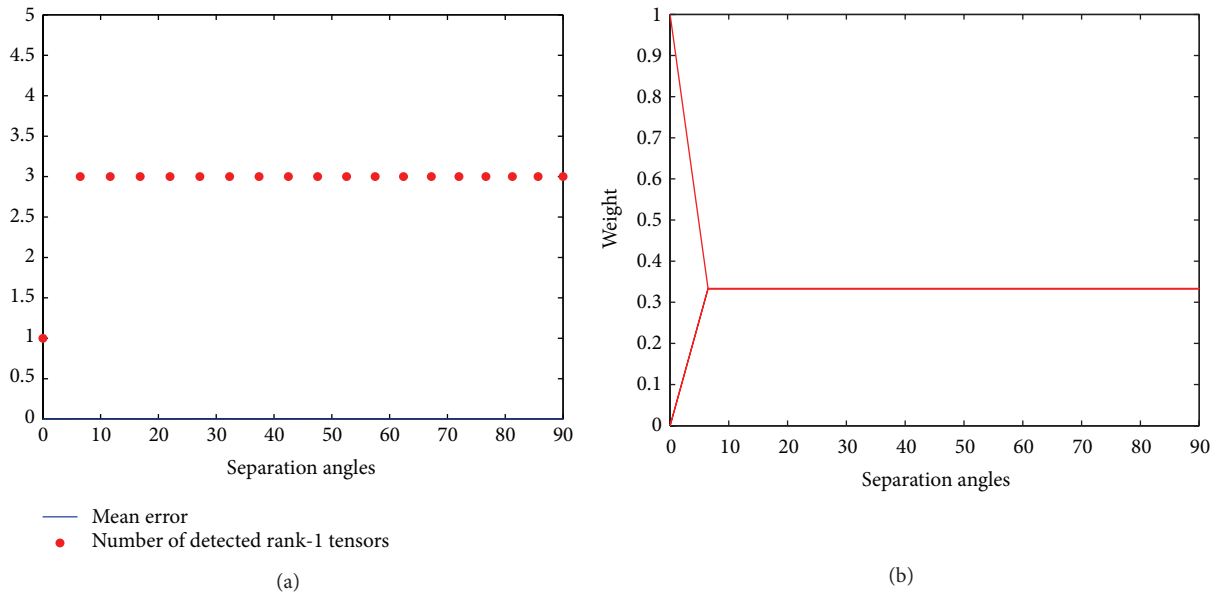 5
4.5
4
3.5
3
2.5
2
1.5
1
0.5
0
0 10 20 30 40 50 60 70 80 90
Separation angles
Mean error
Number of detected rank-1 tensors
(a)
1
0.9
0.8
0.7
0.6
0.5
0.4
0.3
0.2
0.1
0
Weight
0 10 20 30 40 50 60 70 80 90
Separation angles
(b)